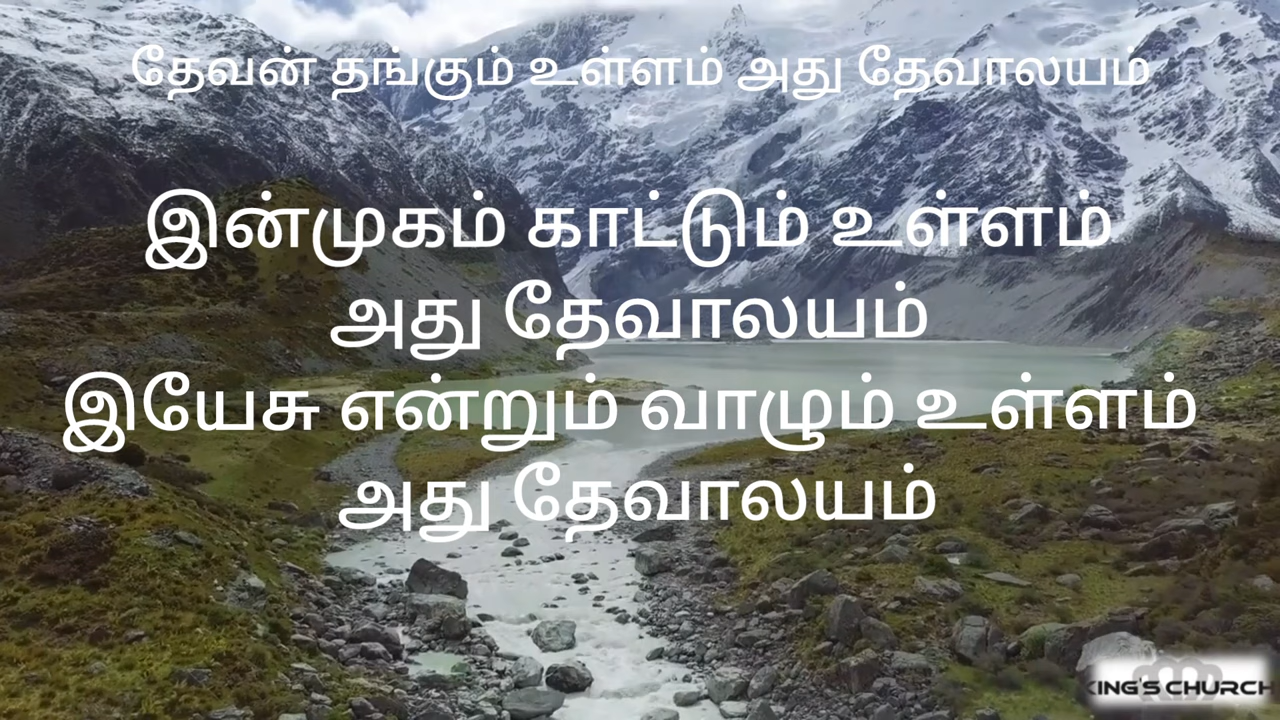 தேவன் தங்கும் உள்ளம் அது தேவாலயம்
இன்முகம் காட்டும் உள்ளம்
அது தேவாலயம்
இயேசு என்றும் வாழும் உள்ளம்
அது தேவாலயம்
KING'S CHURCH